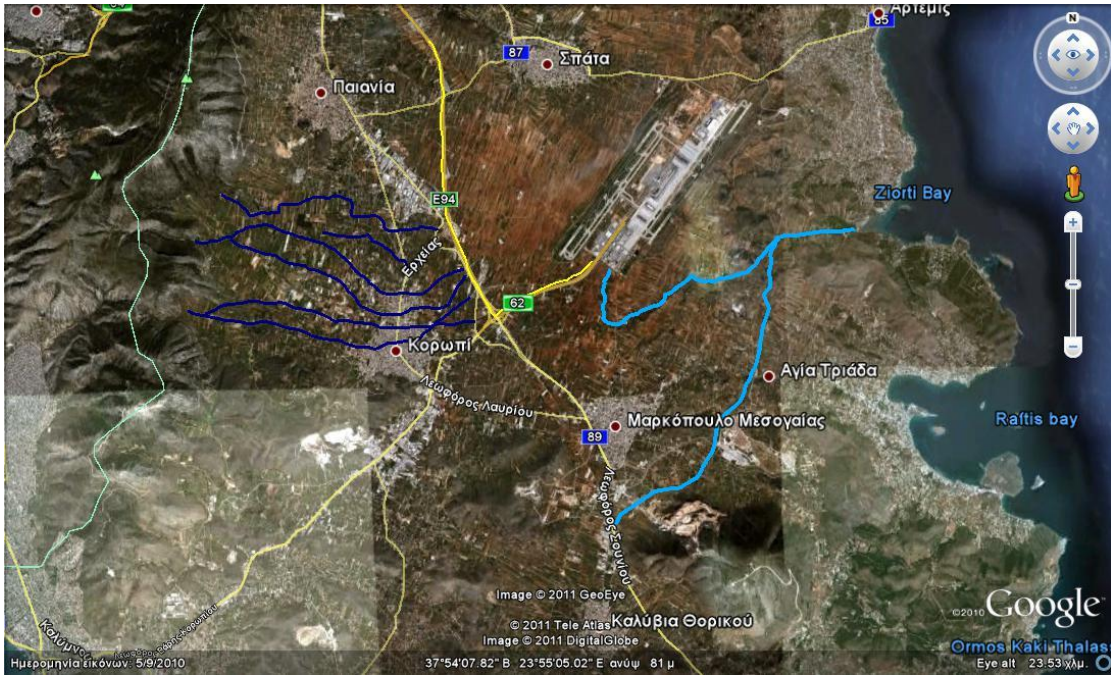 Αρτεμις
85
87
Σπάτα
Παιανία
N
E94
Ziorti Bay
Ερχείας
62
Κορωπί
Αγία Τριάδα
Λεωφόρος Λαυρίου
Μαρκόπουλο Μεσογαίας
Raftis bay
89
Λεωφόρος Σουνίου
Image © 2011 GeoEye
©2010 Google™
© 2011 Tele Atlas
Καλύβια Θορικού
Image © 2011 DigitalGlobe
Ormos Kaki Thalas
Ημερομηνία εικόνων: 5/9/2010
37°54'07.82" Β 23°55'05.02" Ε ανύψ 81 μ
Eye alt 23.53 χλμ.